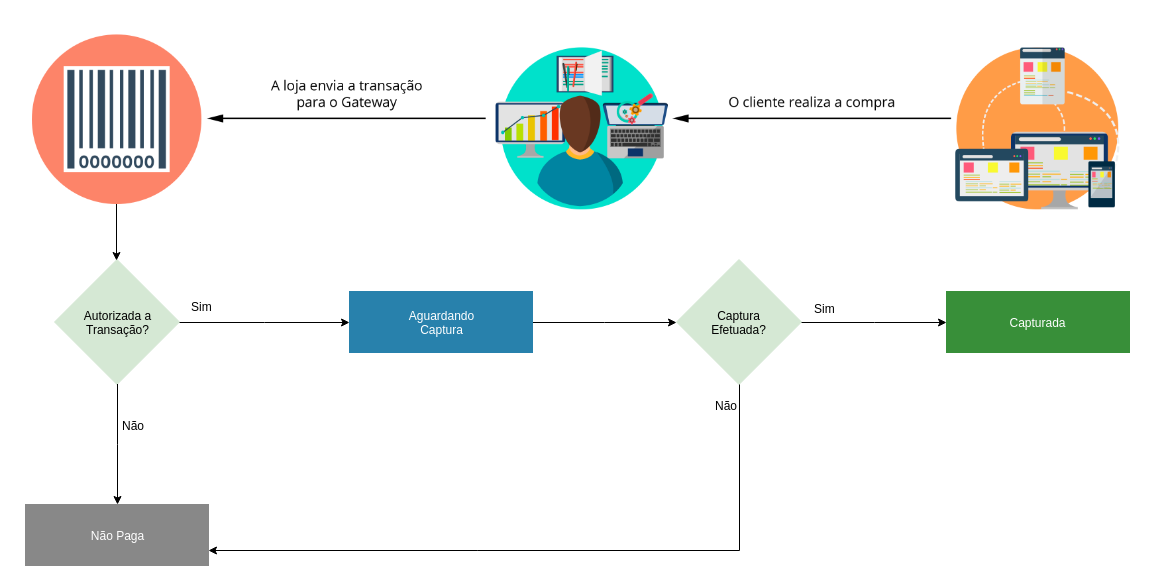 A loja envia a transação
para o Gateway
O cliente realiza a compra
0000000
Autorizada a
Transação?
Sim
Aguardando
Captura
Captura
Efetuada?
Sim
Capturada
Não
Não
Não Paga